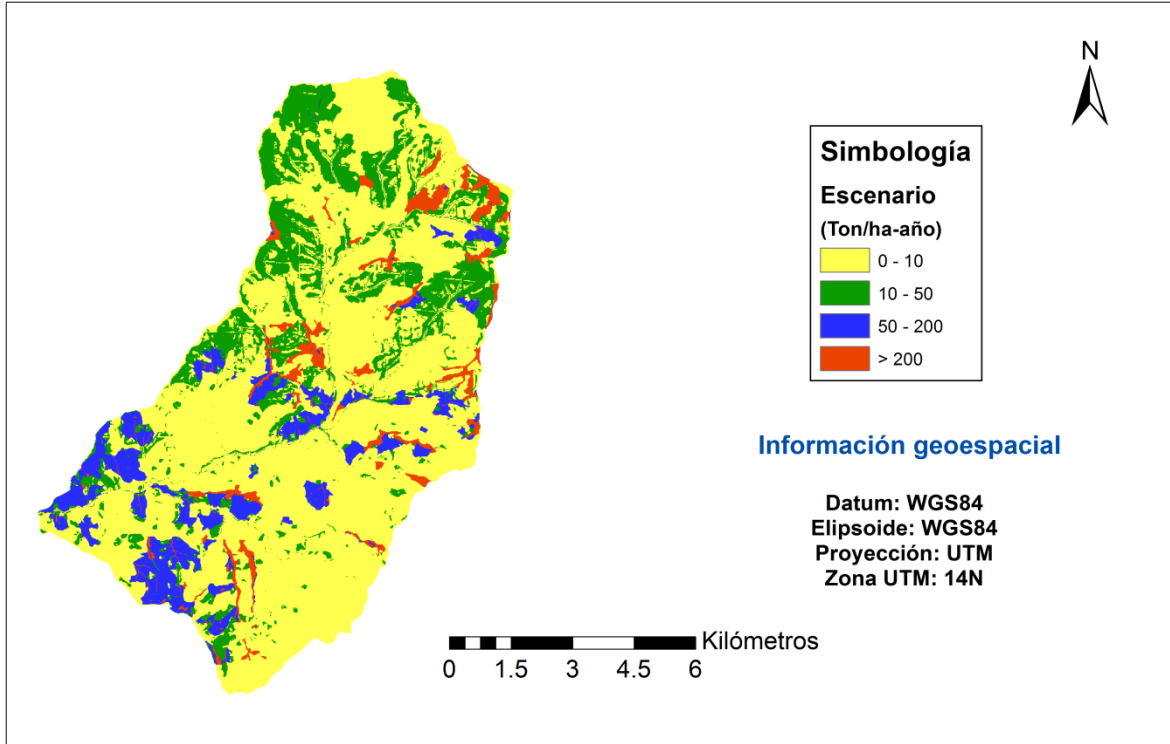 N
Simbología
Escenario
(Ton/ha-año)
0 - 10
10 - 50
50 - 200
> 200
Información geoespacial
Datum: WGS84
Elipsoide: WGS84
Proyección: UTM
Zona UTM: 14N
Kilómetros
0 1.5 3 4.5 6